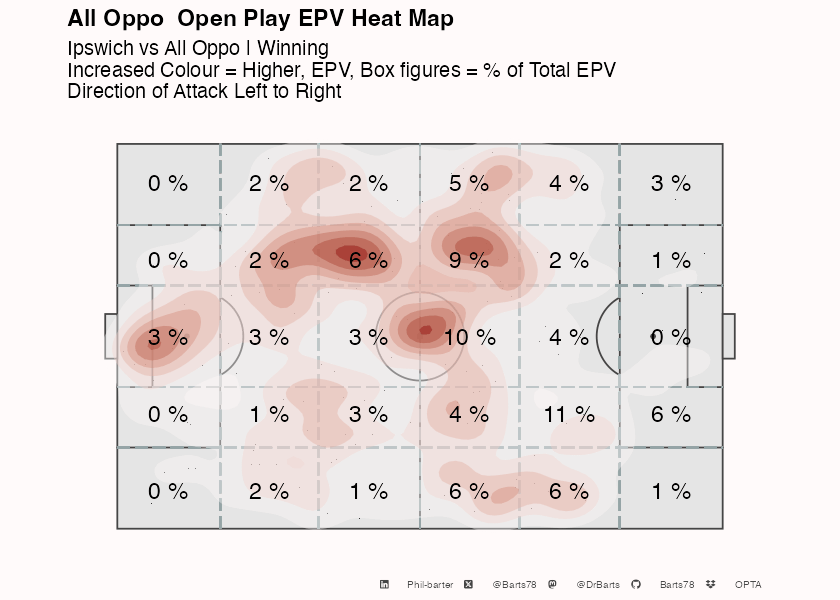 All Oppo  Open Play EPV Heat Map
Ipswich vs All Oppo | Winning
Increased Colour = Higher, EPV, Box figures = % of Total EPV
Direction of Attack Left to Right
0 % 2 % 2 % 5 % 4 % 3 %
0 % 2 % 6 % 9 % 2 % 1 %
3 % 3 % 3 % 10 % 4 % 0 %
0 % 1 % 3 % 4 % 11 % 6 %
0 % 2 % 1 % 6 % 6 % 1 %
Phil-barter @Barts78 @DrBarts Barts78 OPTA